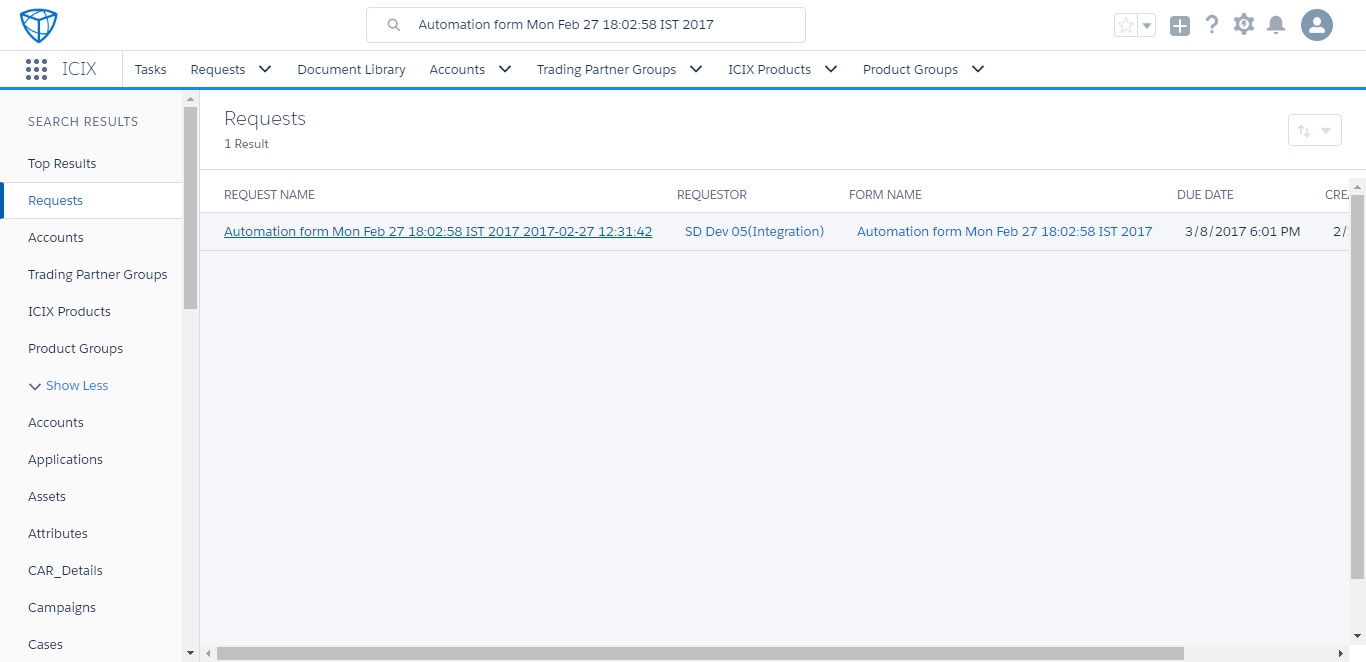 Automation form Mon Feb 27 18:02:58 IST 2017
ICIX
Tasks
Requests
Document Library
Accounts
Trading Partner Groups
ICIX Products
Product Groups
SEARCH RESULTS
Top Results
Requests
Accounts
Trading Partner Groups
ICIX Products
Product Groups
Show Less
Accounts
Applications
Assets
Attributes
CAR_Details
Campaigns
Cases
Requests
1 Result
REQUEST NAME REQUESTOR FORM NAME DUE DATE CREA
Automation form Mon Feb 27 18:02:58 IST 2017 2017-02-27 12:31:42 SD Dev 05(Integration) Automation form Mon Feb 27 18:02:58 IST 2017 3/8/2017 6:01 PM 2/